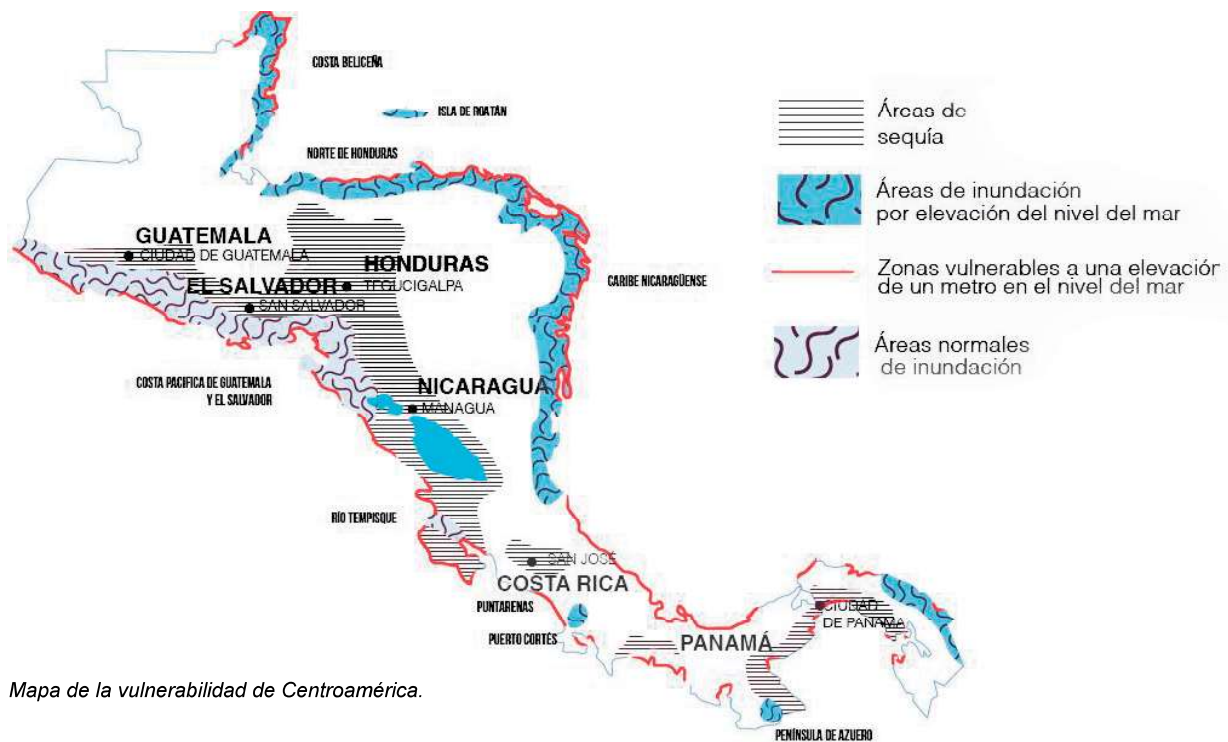 COSTA BELICEÑA
ISLA DE ROATÁN
NORTE DE HONDURAS
GUATEMALA
CIUDAD DE GUATEMALA
HONDURAS
TEGUCIGALPA
EL SALVADOR
SAN SALVADOR
CARIBE NICARAGÜENSE
COSTA PACIFICA DE GUATEMALA
Y EL SALVADOR
NICARAGUA
MANAGUA
RÍO TEMPISQUE
SAN JOSÉ
COSTA RICA
PUNTARENAS
PUERTO CORTÉS
PANAMÁ
CIUDAD
DE PANAMÁ
PENÍNSULA DE AZUERO
Áreas de
sequía
Áreas de inundación
por elevación del nivel del mar
Zonas vulnerables a una elevación
de un metro en el nivel del mar
Áreas normales
de inundación
Mapa de la vulnerabilidad de Centroamérica.